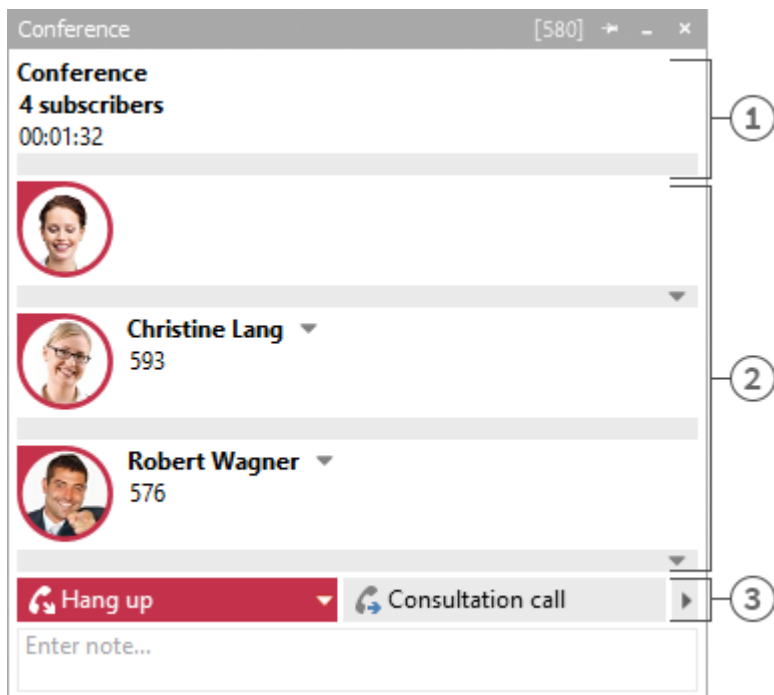 Conference [580]
Conference
4 subscribers
00:01:32
1
Christine Lang
593
2
Robert Wagner
576
Hang up Consultation call
3
Enter note...